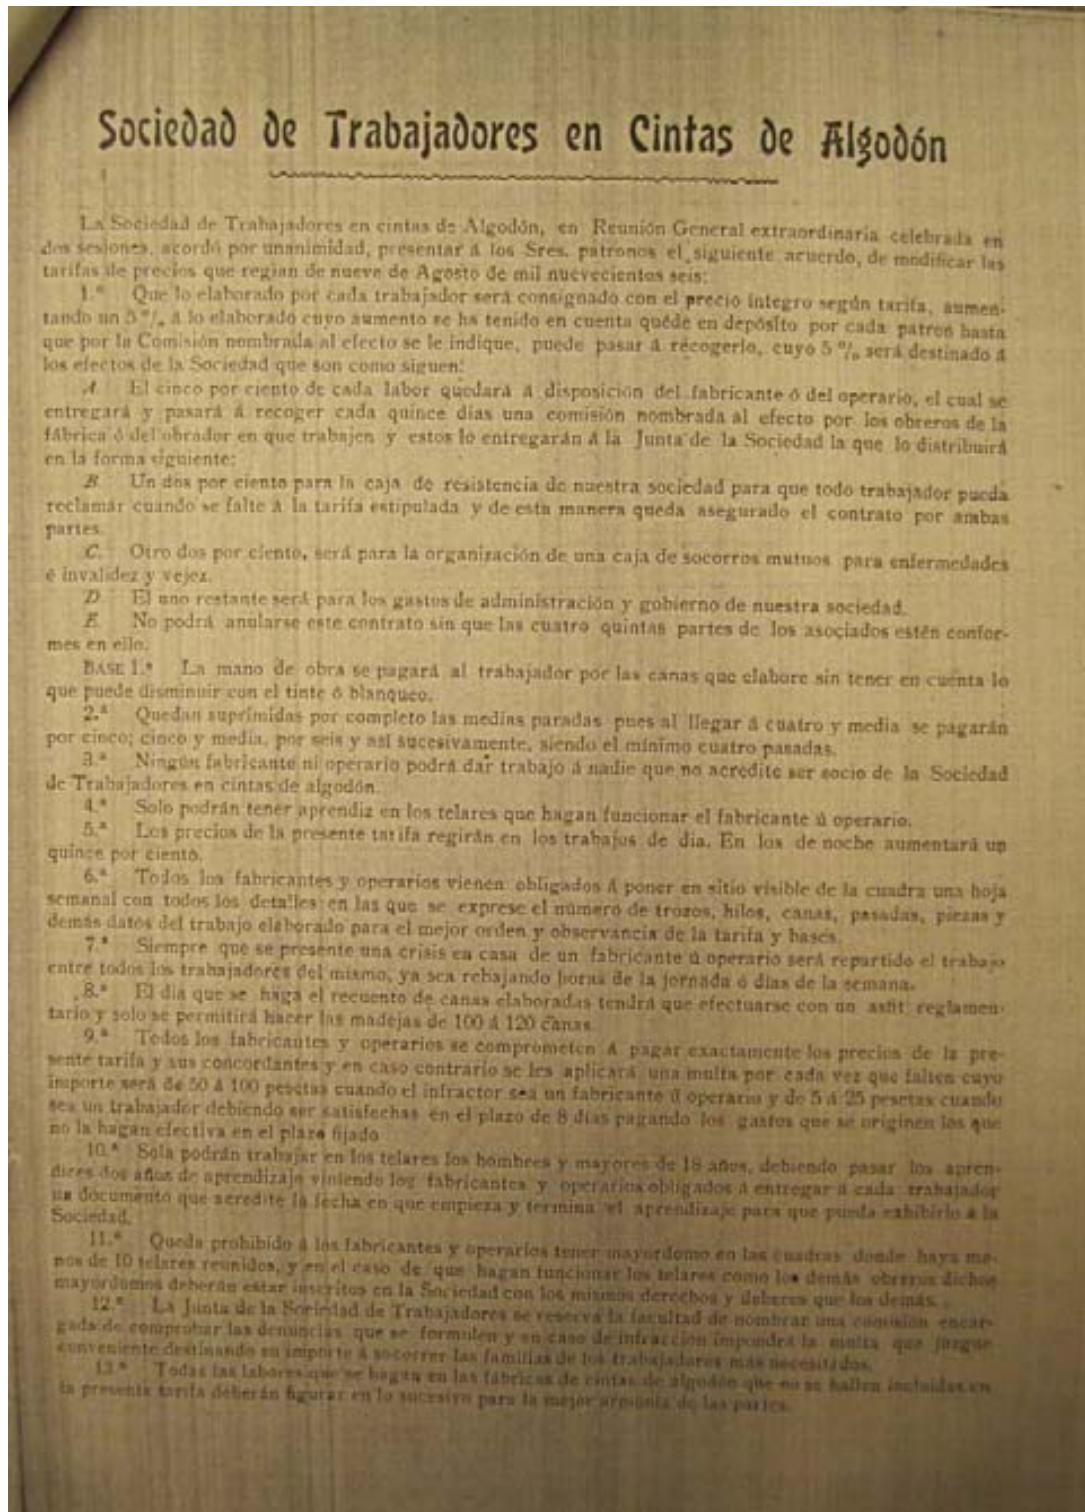 Sociedad de Trabajadores en Cintas de Algodón
La Sociedad de Trabajadores en cintas de Algodón, en Reunión General extraordinaria celebrada en
dos sesiones, acordó por unanimidad, presentar á los Sres. patronos el siguiente acuerdo, de modificar las
tarifas de precios que regian de nueve de Agosto de mil nuevecientos seis:
1.º Que lo elaborado por cada trabajador será consignado con el precio integro según tarifa, aumen-
tando un 5 % á lo elaborado cuyo aumento se ha tenido en cuenta quéde en depósito por cada patron hasta
que por la Comisión nombrada al efecto se le indique, puede pasar á recogerlo, cuyo 5 % será destinado á
los efectos de la Sociedad que son como siguen:
A El cinco por ciento de cada labor quedará á disposición del fabricante ó del operario, el cual se
entregará y pasará á recoger cada quince dias una comisión nombrada al efecto por los obreros de la
fábrica ó del obrador en que trabajen y estos lo entregarán á la Junta de la Sociedad la que lo distribuirá
en la forma siguiente:
B Un dos por ciento para la caja de resistencia de nuestra sociedad para que todo trabajador pueda
reclamar cuando se falte á la tarifa estipulada y de esta manera queda asegurado el contrato por ambas
partes.
C. Otro dos por ciento, será para la organización de una caja de socorros mutuos para enfermedades
é invalidez y vejez.
D El uno restante será para los gastos de administración y gobierno de nuestra sociedad.
E. No podrá anularse este contrato sin que las cuatro quintas partes de los asociados estén confor-
mes en ello.
BASE 1.ª La mano de obra se pagará al trabajador por las canas que elabore sin tener en cuenta lo
que puede disminuir con el tinte ó blanqueo.
2.ª Quedan suprimidas por completo las medias paradas pues al llegar á cuatro y media se pagarán
por cinco; cinco y media, por seis y asi sucesivamente, siendo el mínimo cuatro pasadas.
3.ª Ningún fabricante ni operario podrá dar trabajo á nadie que no acredite ser socio de la Sociedad
de Trabajadores en cintas de algodón.
4.ª Solo podrán tener aprendiz en los telares que hagan funcionar el fabricante ú operario.
5.ª Los precios de la presente tarifa regirán en los trabajos de dia. En los de noche aumentará un
quince por ciento.
6.ª Todos los fabricantes y operarios vienen obligados á poner en sitio visible de la cuadra una hoja
semanal con todos los detalles en las que se exprese el número de trozos, hilos, canas, pasadas, piezas y
demás datos del trabajo elaborado para el mejor orden y observancia de la tarifa y bases.
7.ª Siempre que se presente una crisis en casa de un fabricante ú operario será repartido el trabajo
entre todos los trabajadores del mismo, ya sea rebajando horas de la jornada ó dias de la semana.
8.ª El dia que se haga el recuento de canas elaboradas tendrá que efectuarse con un asfit reglamen-
tario y solo se permitirá hacer las madejas de 100 á 120 canas.
9.ª Todos los fabricantes y operarios se comprometen á pagar exactamente los precios de la pre-
sente tarifa y sus concordantes y en caso contrario se les aplicará una multa por cada vez que falten cuyo
importe será de 50 á 100 pesetas cuando el infractor sea un fabricante ú operario y de 5 á 25 pesetas cuando
sea un trabajador debiendo ser satisfechas en el plazo de 8 dias pagando los gastos que se originen los que
no la hagan efectiva en el plazo fijado
10.ª Solo podrán trabajar en los telares los hombres y mayores de 18 años, debiendo pasar los apren-
dices dos años de aprendizaje viniendo los fabricantes y operarios obligados á entregar á cada trabajador
un documento que acredite la fecha en que empieza y termina el aprendizaje para que pueda exhibirlo á la
Sociedad.
11.ª Queda prohibido á los fabricantes y operarios tener mayordomo en las cuadras donde haya me-
nos de 10 telares reunidos, y en el caso de que hagan funcionar los telares como los demás obreros dichos
mayordomos deberán estar inscritos en la Sociedad con los mismos derechos y deberes que los demás.
12.ª La Junta de la Sociedad de Trabajadores se reserva la facultad de nombrar una comisión encar-
gada de comprobar las denuncias que se formulen y en caso de infracción impondrá la multa que juzgue
conveniente destinando su importe á socorrer las familias de los trabajadores más necesitados.
13.ª Todas las labores que se hagan en las fábricas de cintas de algodón que no se hallen incluidas en
la presente tarifa deberán figurar en lo sucesivo para la mejor armonia de las partes.